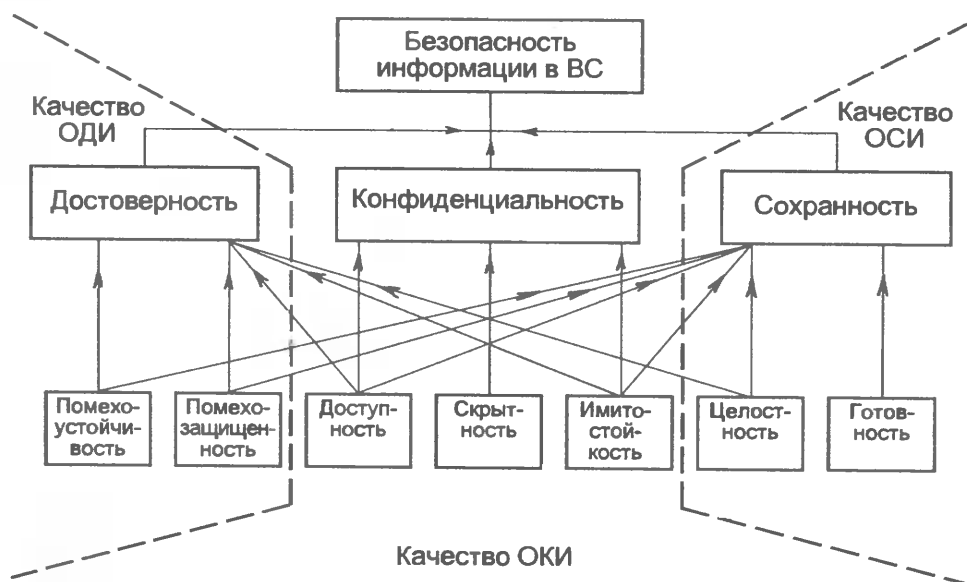 Безопасность
информации в ВС
Качество
ОДИ
Качество
ОСИ
Достоверность
Конфиденциальность
Сохранность
Помехо-
устойчи-
вость
Помехо-
защищен-
ность
Доступ-
ность
Скрыт-
ность
Имито-
стой-
кость
Целост-
ность
Готов-
ность
Качество ОКИ